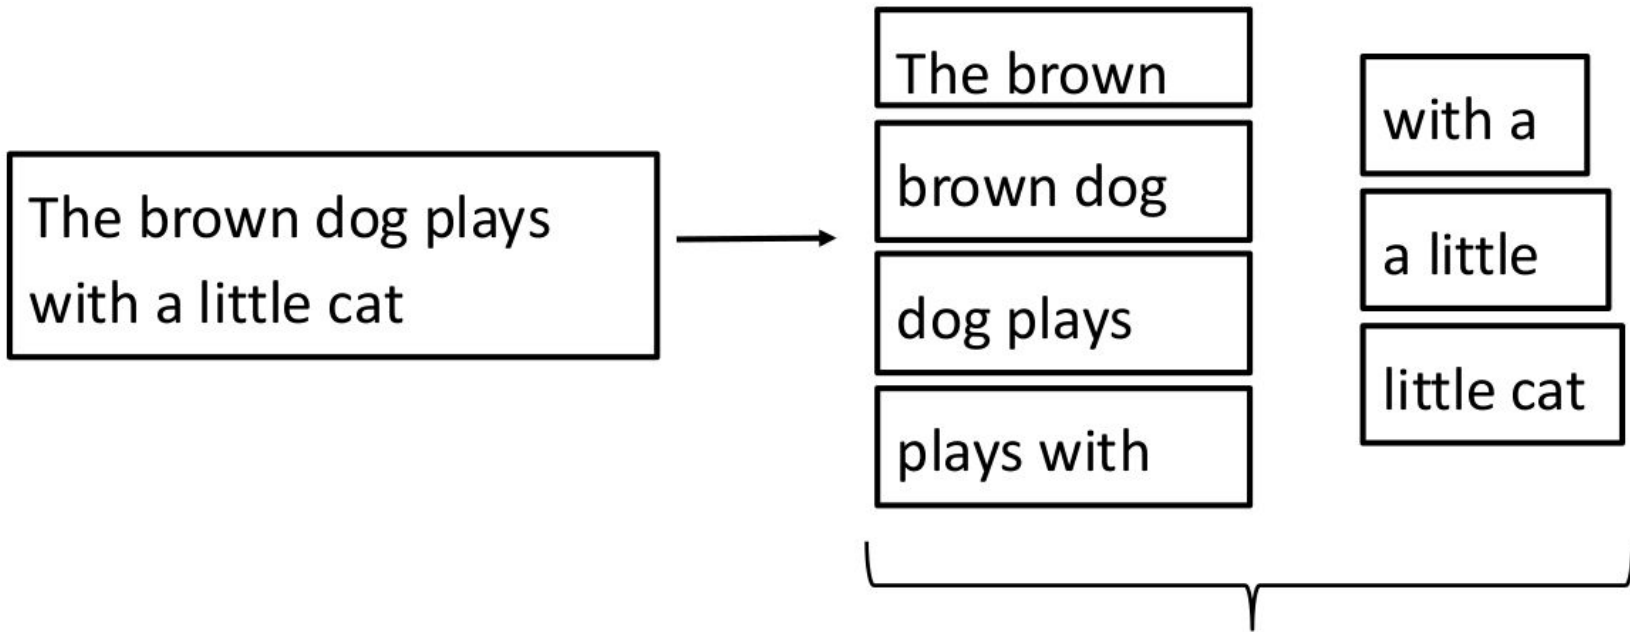 The brown dog plays
with a little cat
The brown
brown dog
dog plays
plays with
with a
a little
little cat